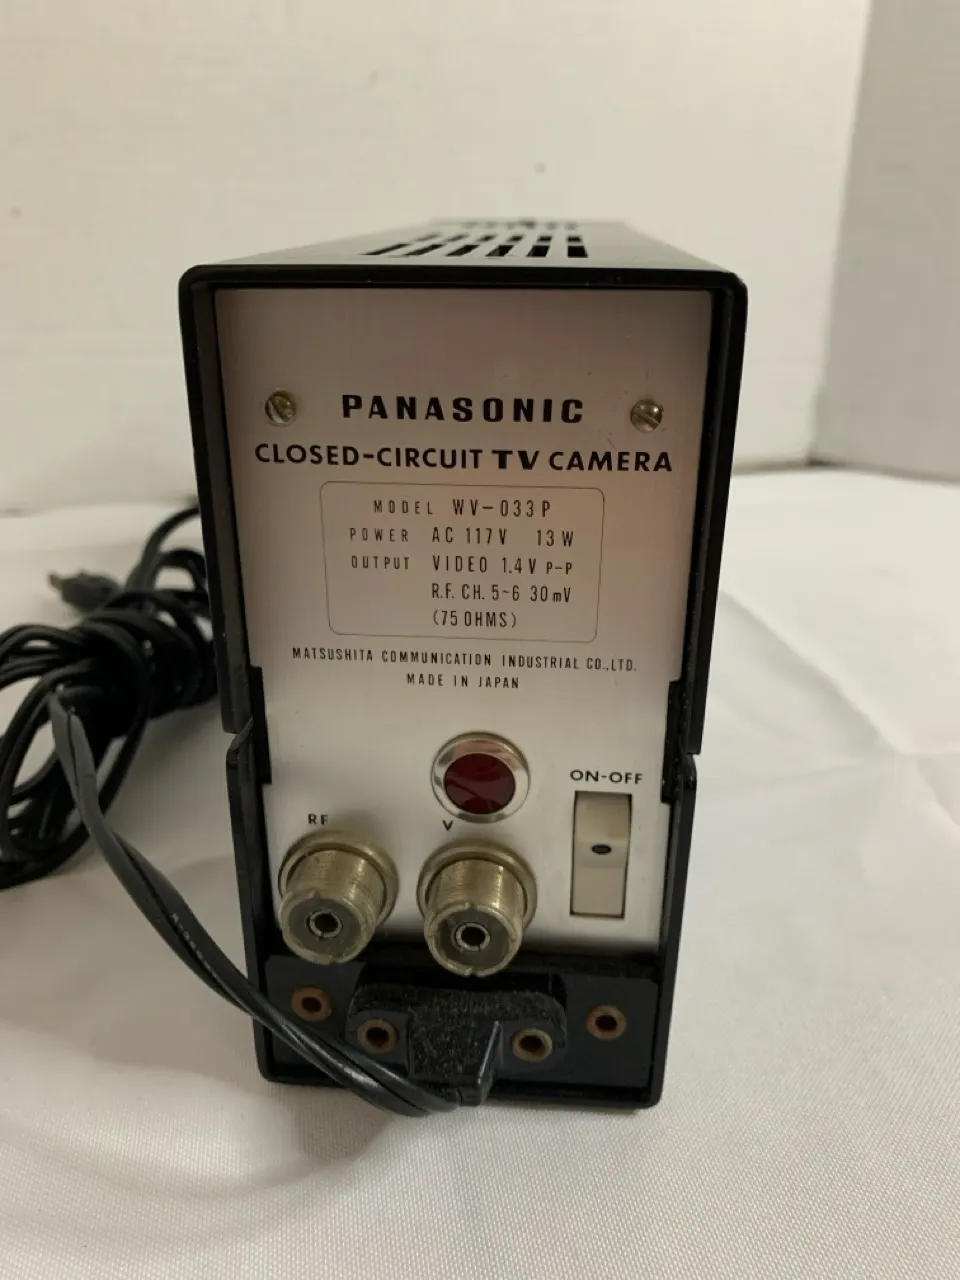 PANASONIC
CLOSED-CIRCUIT TV CAMERA
MODEL WV-033P
POWER AC 117V 13W
OUTPUT VIDEO 1.4V P-P
R.F. CH. 5~6 30mV
(75 OHMS)
MATSUSHITA COMMUNICATION INDUSTRIAL CO.,LTD.
MADE IN JAPAN
ON-OFF
RF
V